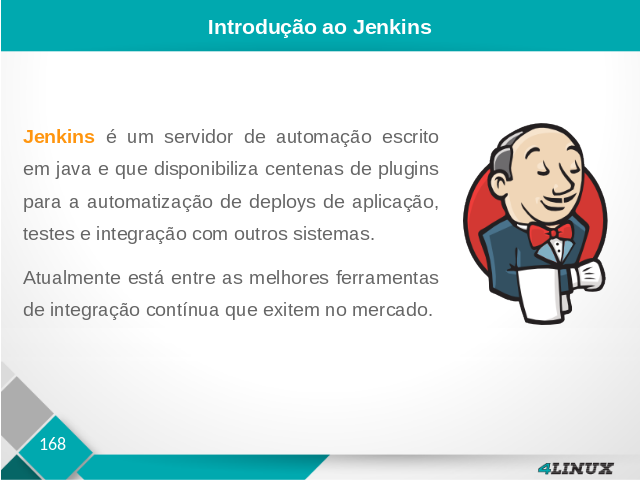 Introdução ao Jenkins
Jenkins é um servidor de automação escrito
em java e que disponibiliza centenas de plugins
para a automatização de deploys de aplicação,
testes e integração com outros sistemas.
Atualmente está entre as melhores ferramentas
de integração contínua que exitem no mercado.
168
4LINUX